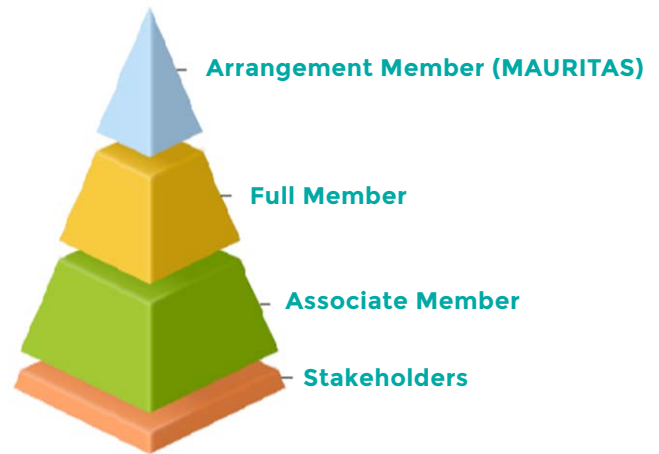 Arrangement Member (MAURITAS)
Full Member
Associate Member
Stakeholders